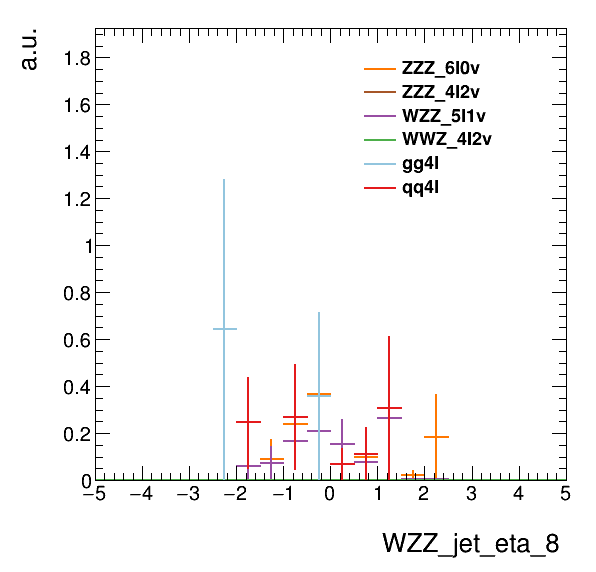 a.u.
1.8
1.6
1.4
1.2
1
0.8
0.6
0.4
0.2
0
ZZZ_6l0v
ZZZ_4l2v
WZZ_5l1v
WWZ_4l2v
gg4l
qq4l
−5 −4 −3 −2 −1 0 1 2 3 4 5
WZZ_jet_eta_8